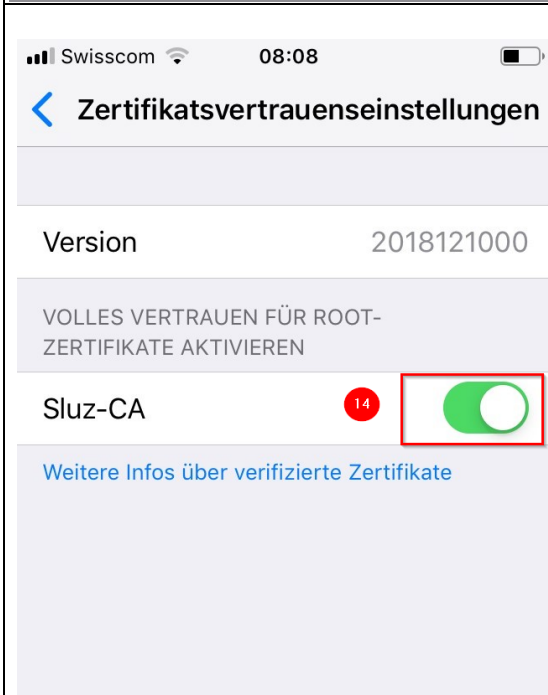 Swisscom 08:08
Zertifikatsvertrauenseinstellungen
Version 2018121000
VOLLES VERTRAUEN FÜR ROOT-
ZERTIFIKATE AKTIVIEREN
Sluz-CA 14
Weitere Infos über verifizierte Zertifikate